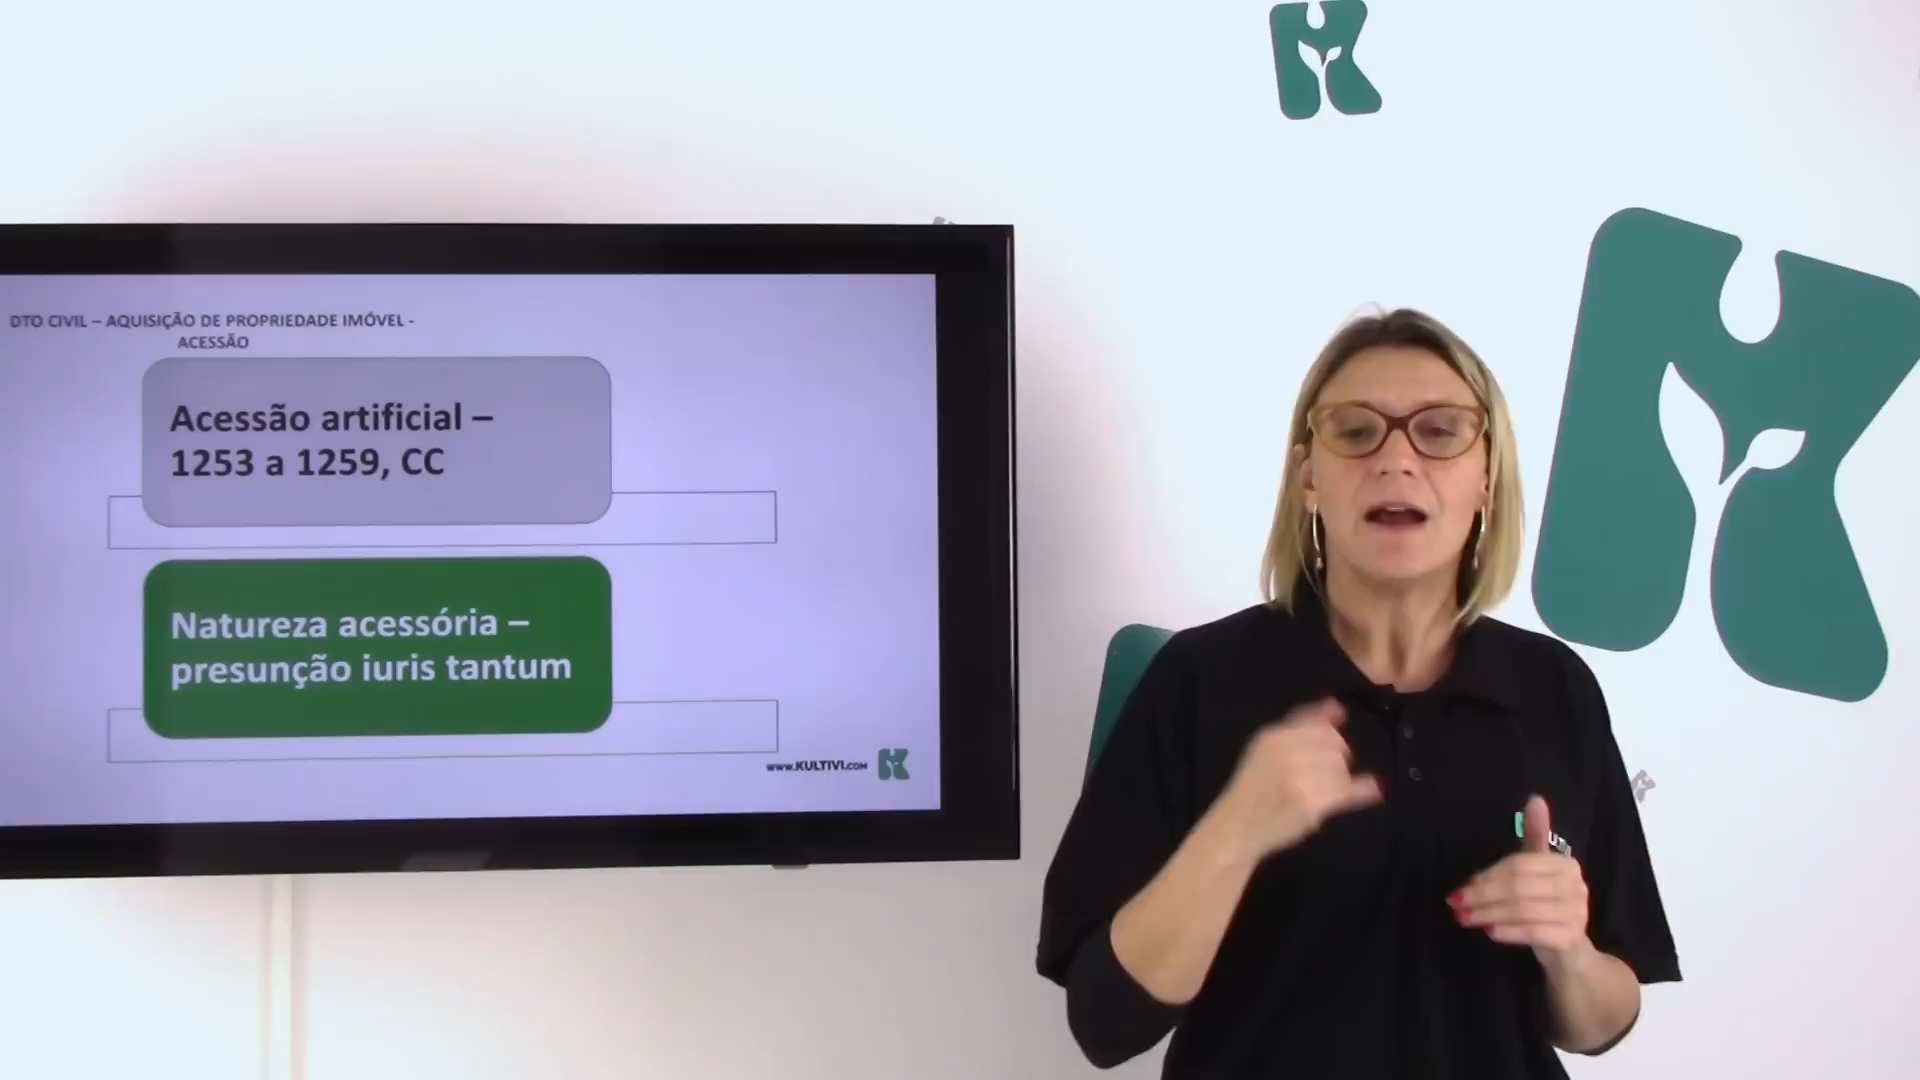 DTO CIVIL – AQUISIÇÃO DE PROPRIEDADE IMÓVEL -
ACESSÃO
Acessão artificial –
1253 a 1259, CC
Natureza acessória –
presunção iuris tantum
www.KULTIVI.COM